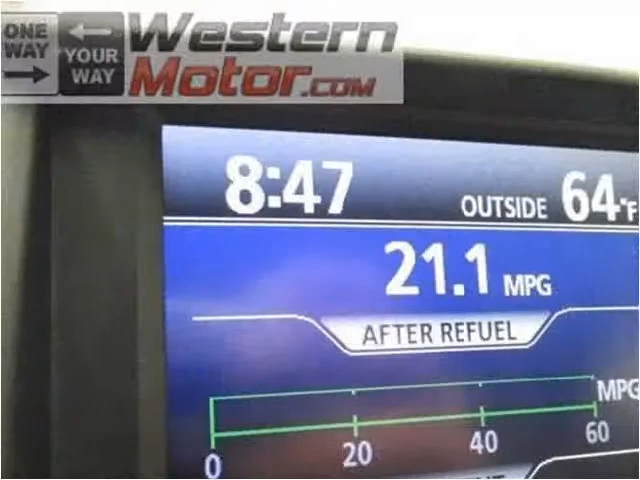 ONE WAY
YOUR WAY
Western
Motor.com
8:47
OUTSIDE 64°F
21.1 MPG
AFTER REFUEL
MPG
0 20 40 60